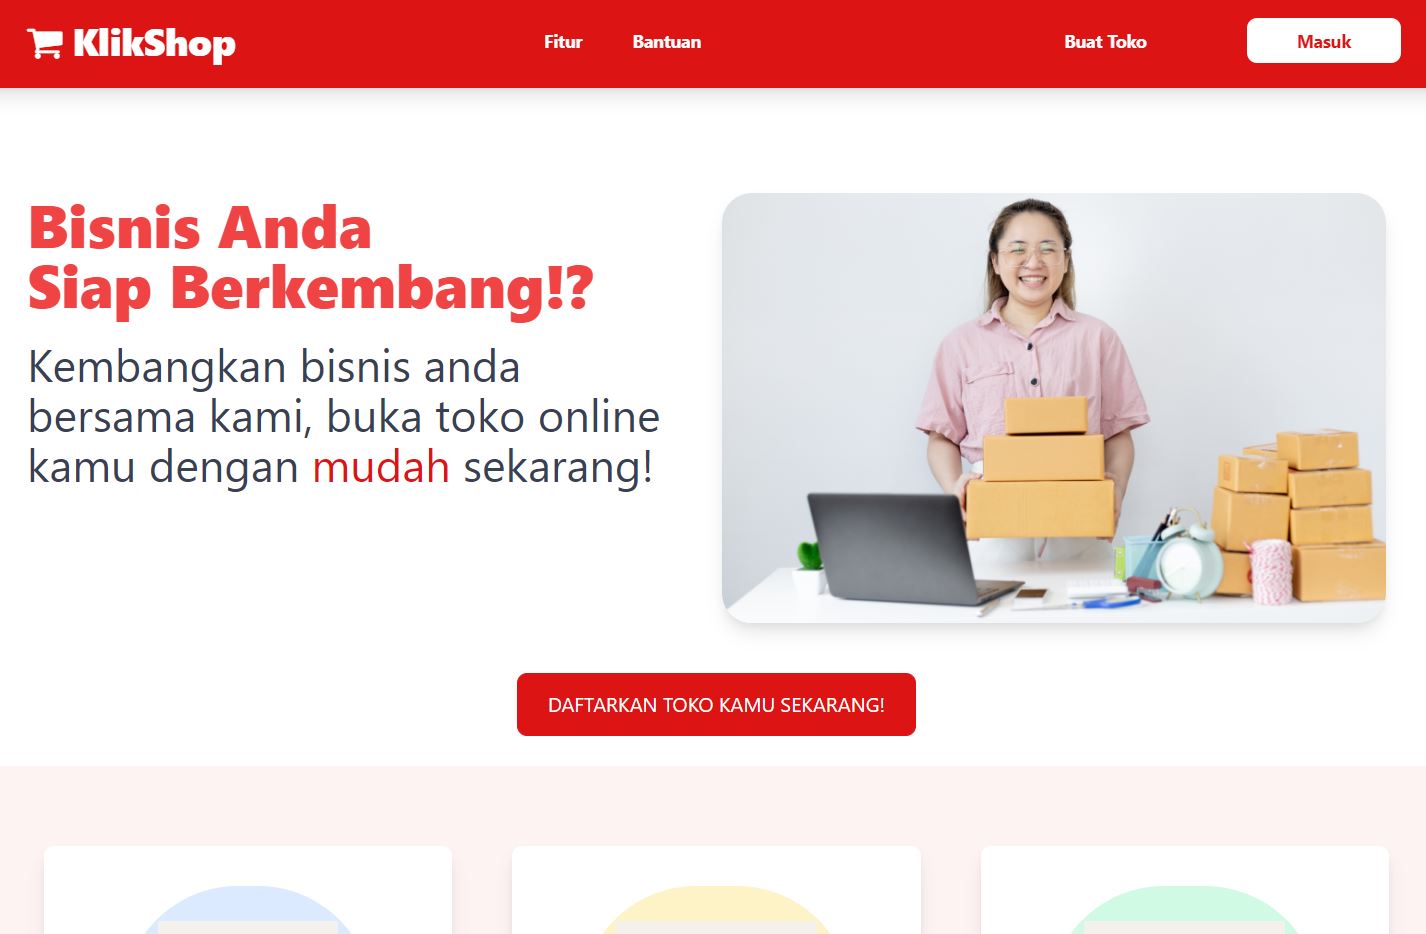 KlikShop
Fitur
Bantuan
Buat Toko
Masuk
Bisnis Anda
Siap Berkembang!?
Kembangkan bisnis anda
bersama kami, buka toko online
kamu dengan mudah sekarang!
DAFTARKAN TOKO KAMU SEKARANG!